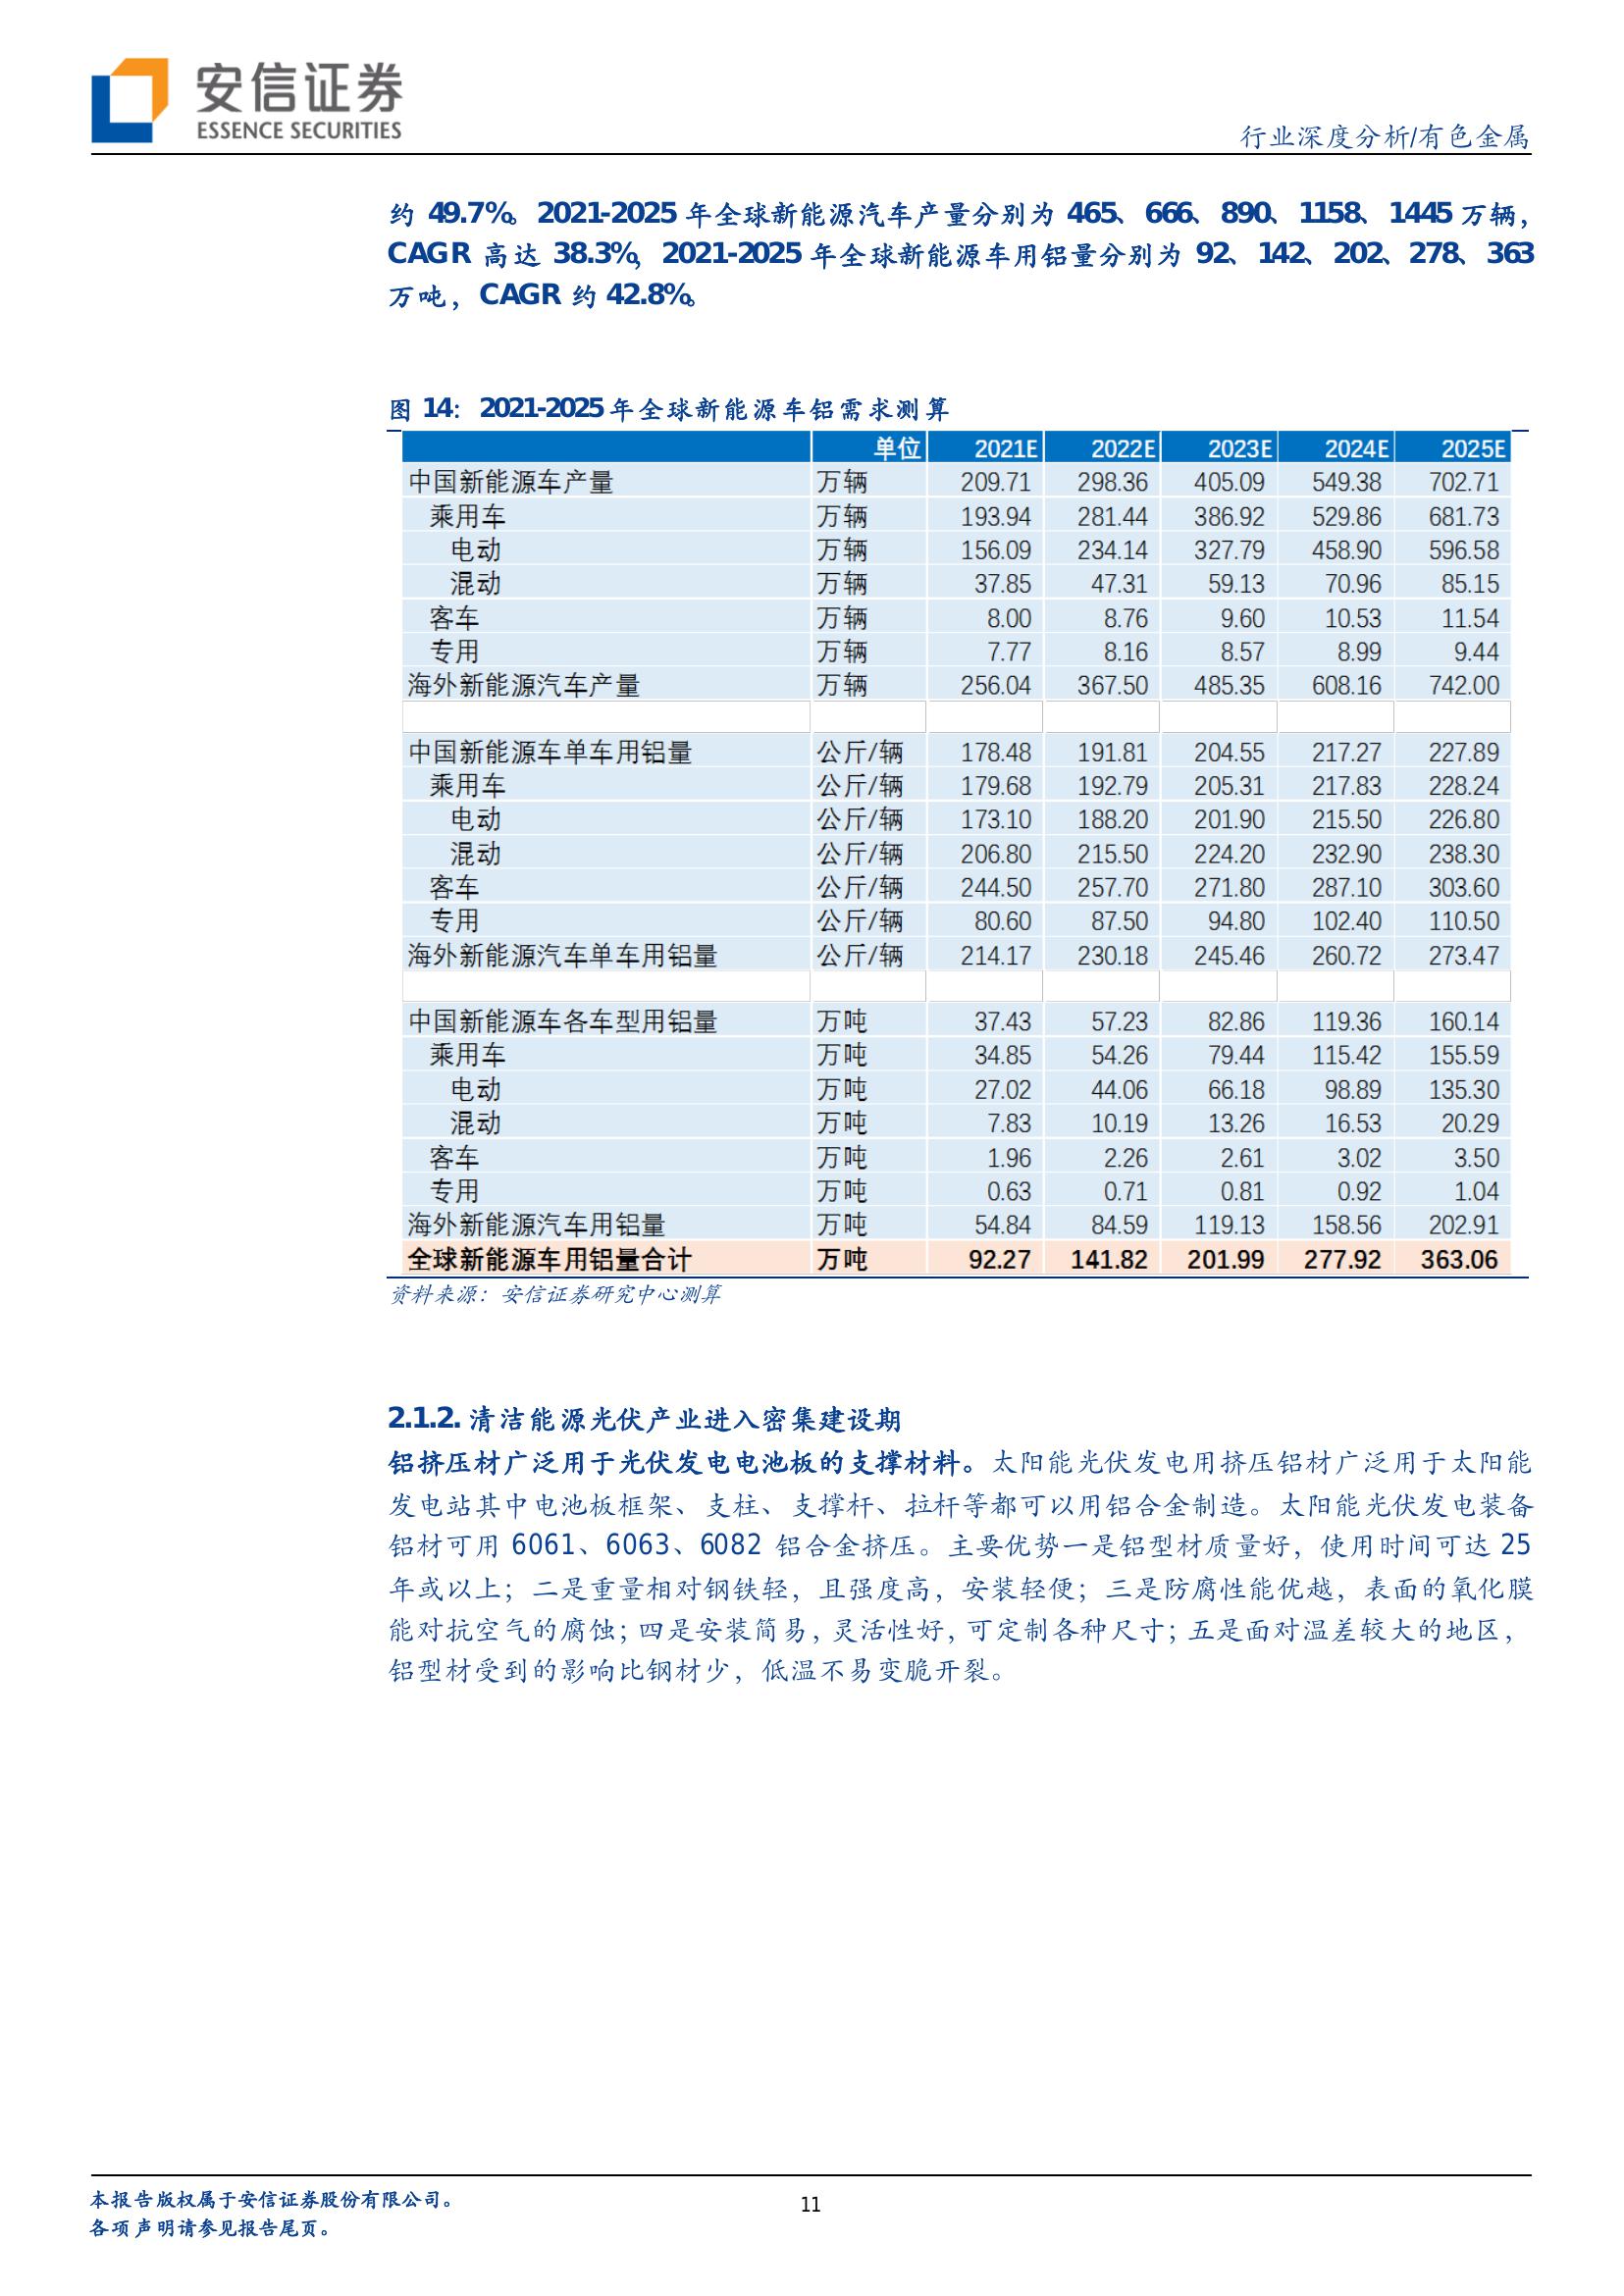 安信证券
ESSENCE SECURITIES
行业深度分析/有色金属
约 49.7%。2021-2025 年全球新能源汽车产量分别为 465、666、890、1158、1445 万辆，
CAGR 高达 38.3%，2021-2025 年全球新能源车用铝量分别为 92、142、202、278、363
万吨，CAGR 约 42.8%。
图 14：2021-2025 年全球新能源车铝需求测算
单位 2021E 2022E 2023E 2024E 2025E
中国新能源车产量 万辆 209.71 298.36 405.09 549.38 702.71
乘用车 万辆 193.94 281.44 386.92 529.86 681.73
电动 万辆 156.09 234.14 327.79 458.90 596.58
混动 万辆 37.85 47.31 59.13 70.96 85.15
客车 万辆 8.00 8.76 9.60 10.53 11.54
专用 万辆 7.77 8.16 8.57 8.99 9.44
海外新能源汽车产量 万辆 256.04 367.50 485.35 608.16 742.00
中国新能源车单车用铝量 公斤/辆 178.48 191.81 204.55 217.27 227.89
乘用车 公斤/辆 179.68 192.79 205.31 217.83 228.24
电动 公斤/辆 173.10 188.20 201.90 215.50 226.80
混动 公斤/辆 206.80 215.50 224.20 232.90 238.30
客车 公斤/辆 244.50 257.70 271.80 287.10 303.60
专用 公斤/辆 80.60 87.50 94.80 102.40 110.50
海外新能源汽车单车用铝量 公斤/辆 214.17 230.18 245.46 260.72 273.47
中国新能源车各车型用铝量 万吨 37.43 57.23 82.86 119.36 160.14
乘用车 万吨 34.85 54.26 79.44 115.42 155.59
电动 万吨 27.02 44.06 66.18 98.89 135.30
混动 万吨 7.83 10.19 13.26 16.53 20.29
客车 万吨 1.96 2.26 2.61 3.02 3.50
专用 万吨 0.63 0.71 0.81 0.92 1.04
海外新能源汽车用铝量 万吨 54.84 84.59 119.13 158.56 202.91
全球新能源车用铝量合计 万吨 92.27 141.82 201.99 277.92 363.06
资料来源：安信证券研究中心测算
2.1.2. 清洁能源光伏产业进入密集建设期
铝挤压材广泛用于光伏发电电池板的支撑材料。太阳能光伏发电用挤压铝材广泛用于太阳能
发电站其中电池板框架、支柱、支撑杆、拉杆等都可以用铝合金制造。太阳能光伏发电装备
铝材可用 6061、6063、6082 铝合金挤压。主要优势一是铝型材质量好，使用时间可达 25
年或以上；二是重量相对钢铁轻，且强度高，安装轻便；三是防腐性能优越，表面的氧化膜
能对抗空气的腐蚀；四是安装简易，灵活性好，可定制各种尺寸；五是面对温差较大的地区，
铝型材受到的影响比钢材少，低温不易变脆开裂。
本报告版权属于安信证券股份有限公司。
各项声明请参见报告尾页。
11